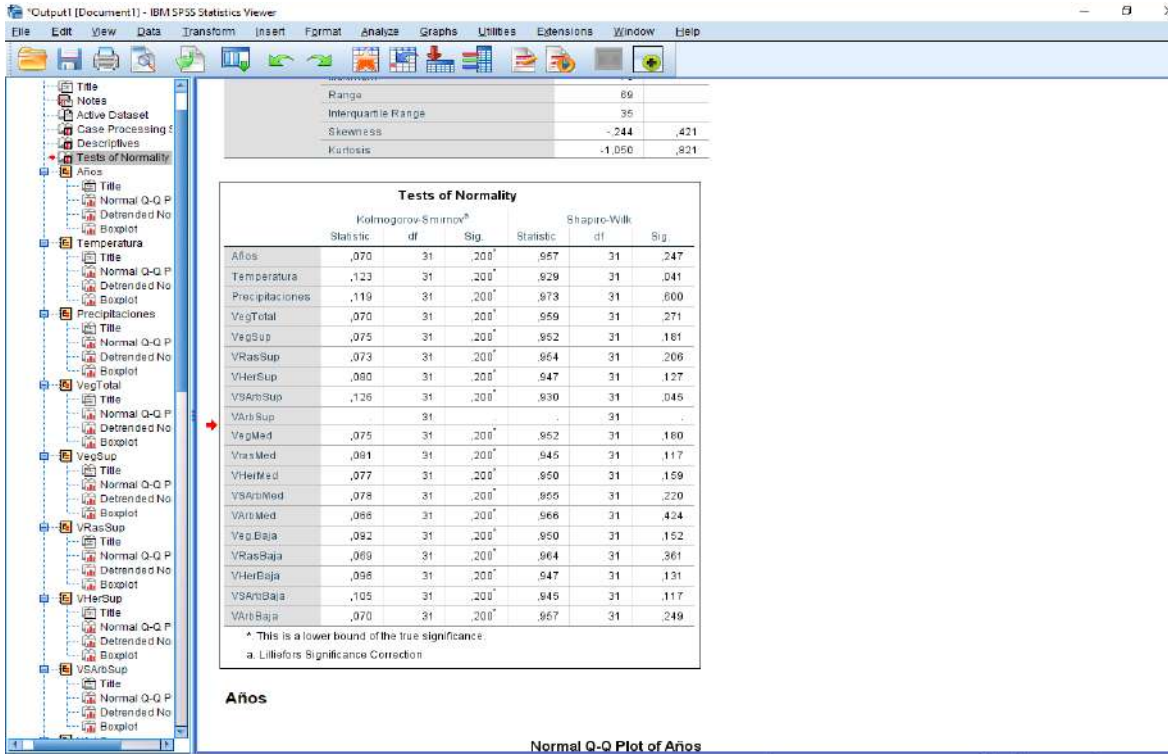 *Output1 [Document1] - IBM SPSS Statistics Viewer
File Edit View Data Transform Insert Format Analyze Graphs Utilities Extensions Window Help
Title
Notes
Active Dataset
Case Processing S
Descriptives
Tests of Normality
Años
Title
Normal Q-Q P
Detrended No
Boxplot
Temperatura
Title
Normal Q-Q P
Detrended No
Boxplot
Precipitaciones
Title
Normal Q-Q P
Detrended No
Boxplot
VegTotal
Title
Normal Q-Q P
Detrended No
Boxplot
VegSup
Title
Normal Q-Q P
Detrended No
Boxplot
VRasSup
Title
Normal Q-Q P
Detrended No
Boxplot
VHerSup
Title
Normal Q-Q P
Detrended No
Boxplot
VSArbSup
Title
Normal Q-Q P
Detrended No
Boxplot
Range 69
Interquartile Range 35
Skewness -,244 ,421
Kurtosis -1,050 ,821
Tests of Normality
Kolmogorov-Smirnov^a Shapiro-Wilk
Statistic df Sig. Statistic df Sig.
Años ,070 31 ,200* ,957 31 ,247
Temperatura ,123 31 ,200* ,929 31 ,041
Precipitaciones ,119 31 ,200* ,973 31 ,600
VegTotal ,070 31 ,200* ,959 31 ,271
VegSup ,075 31 ,200* ,952 31 ,181
VRasSup ,073 31 ,200* ,954 31 ,206
VHerSup ,080 31 ,200* ,947 31 ,127
VSArbSup ,126 31 ,200* ,930 31 ,045
VArbSup . 31 . . 31 .
VegMed ,075 31 ,200* ,952 31 ,180
VrasMed ,081 31 ,200* ,945 31 ,117
VHerMed ,077 31 ,200* ,950 31 ,159
VSArbMed ,078 31 ,200* ,955 31 ,220
VArbMed ,066 31 ,200* ,966 31 ,424
Veg.Baja ,092 31 ,200* ,950 31 ,152
VRasBaja ,069 31 ,200* ,964 31 ,361
VHerBaja ,096 31 ,200* ,947 31 ,131
VSArbBaja ,105 31 ,200* ,945 31 ,117
VArbBaja ,070 31 ,200* ,957 31 ,249
*. This is a lower bound of the true significance.
a. Lilliefors Significance Correction
Años
Normal Q-Q Plot of Años